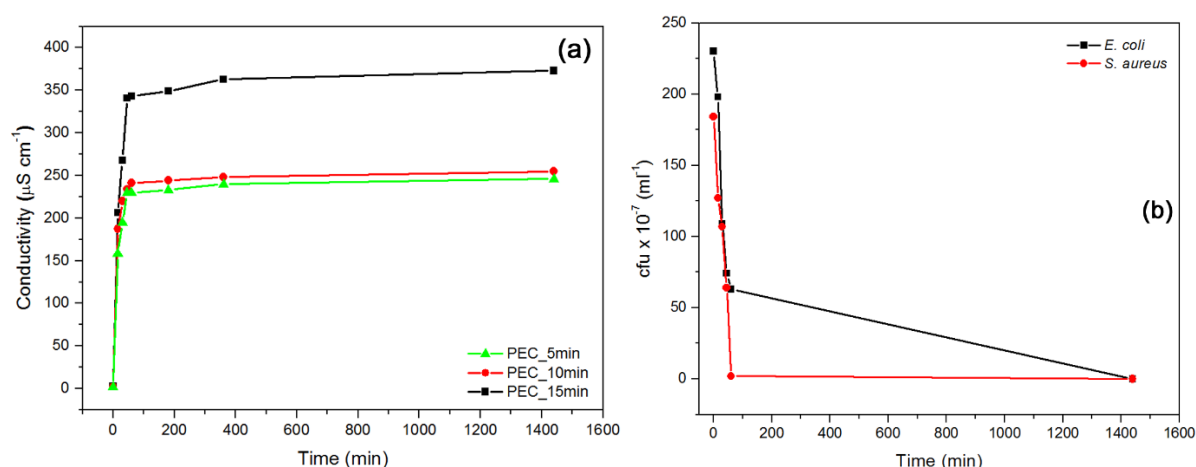 (a)
400
350
300
250
200
150
100
50
0
Conductivity (µS cm⁻¹)
PEC_5min
PEC_10min
PEC_15min
0 200 400 600 800 1000 1200 1400 1600
Time (min)
250
200
150
100
50
0
cfu x 10⁻⁷ (ml⁻¹)
E. coli
S. aureus
(b)
0 200 400 600 800 1000 1200 1400 1600
Time (min)